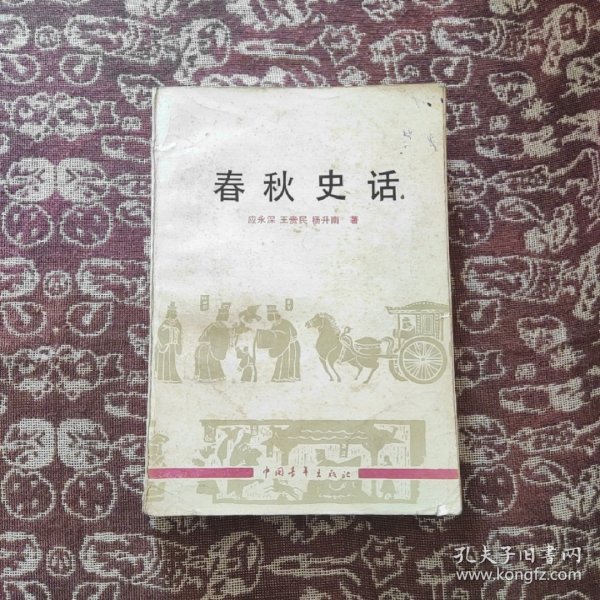 春秋史话
应永深 王贵民 杨升南 著
中国青年出版社
孔夫子旧书网
www.kongfz.com